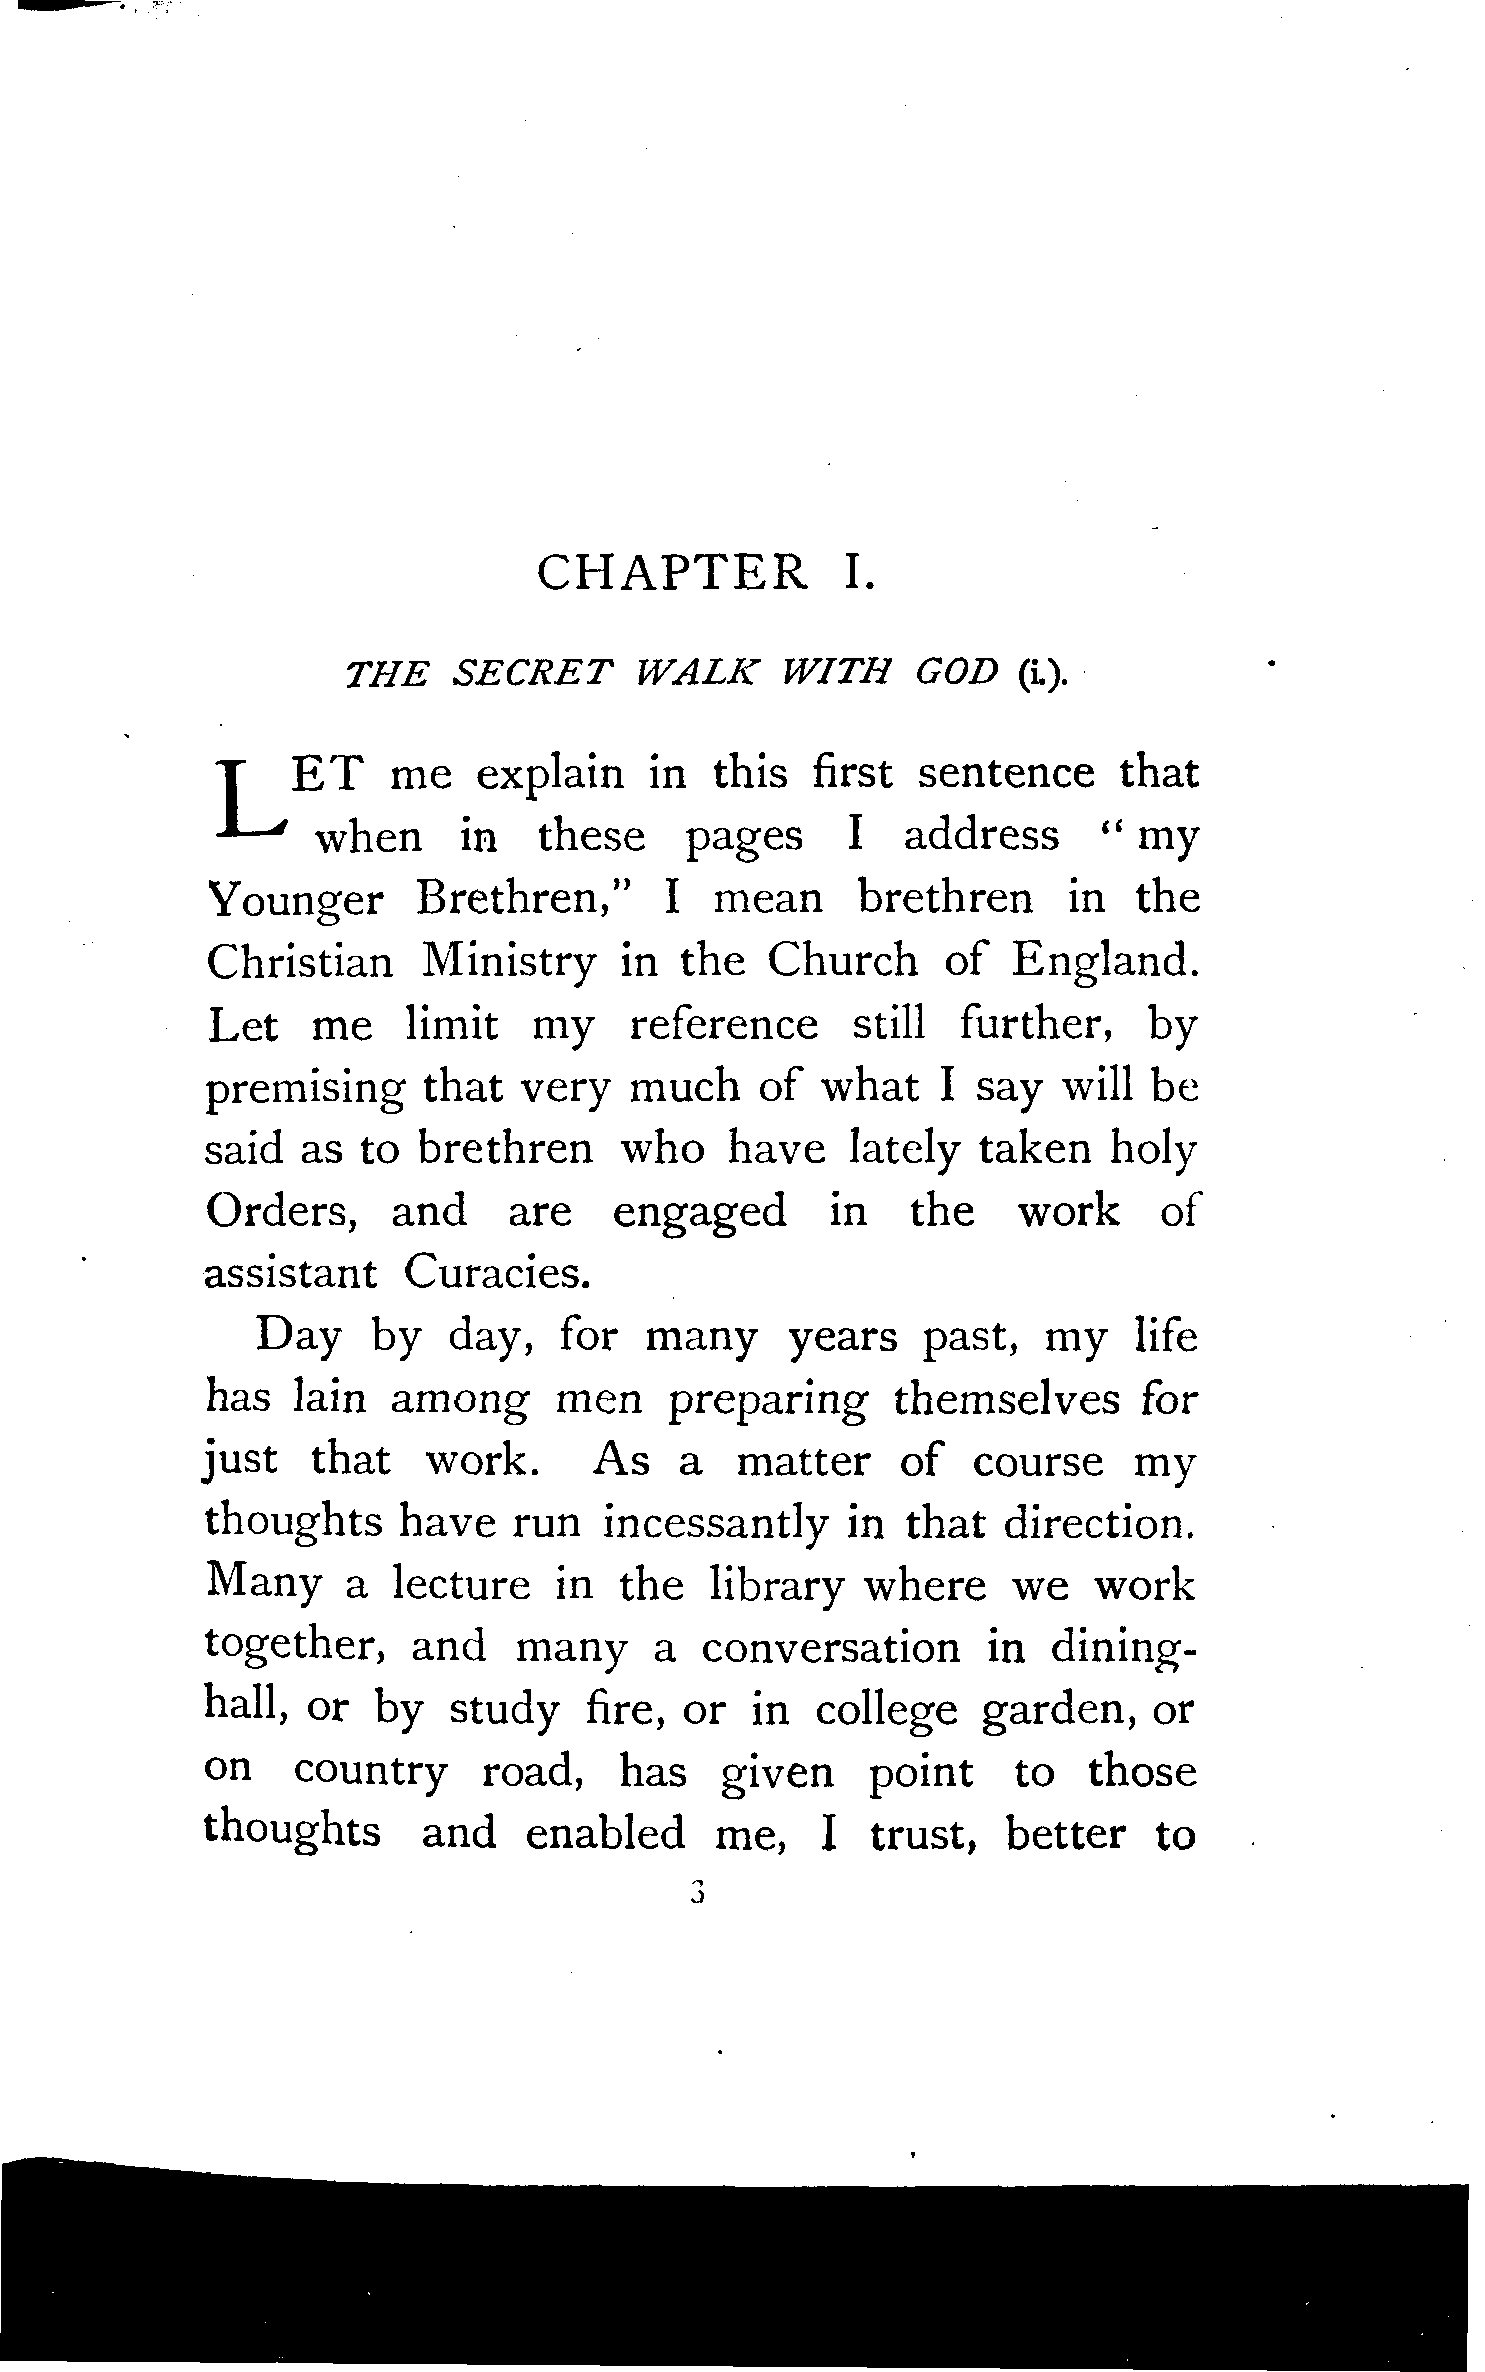 CHAPTER I.
THE SECRET WALK WITH GOD (i.).
LET me explain in this first sentence that
when in these pages I address “ my
Younger Brethren,” I mean brethren in the
Christian Ministry in the Church of England.
Let me limit my reference still further, by
premising that very much of what I say will be
said as to brethren who have lately taken holy
Orders, and are engaged in the work of
assistant Curacies.
Day by day, for many years past, my life
has lain among men preparing themselves for
just that work. As a matter of course my
thoughts have run incessantly in that direction.
Many a lecture in the library where we work
together, and many a conversation in dining-
hall, or by study fire, or in college garden, or
on country road, has given point to those
thoughts and enabled me, I trust, better to
3